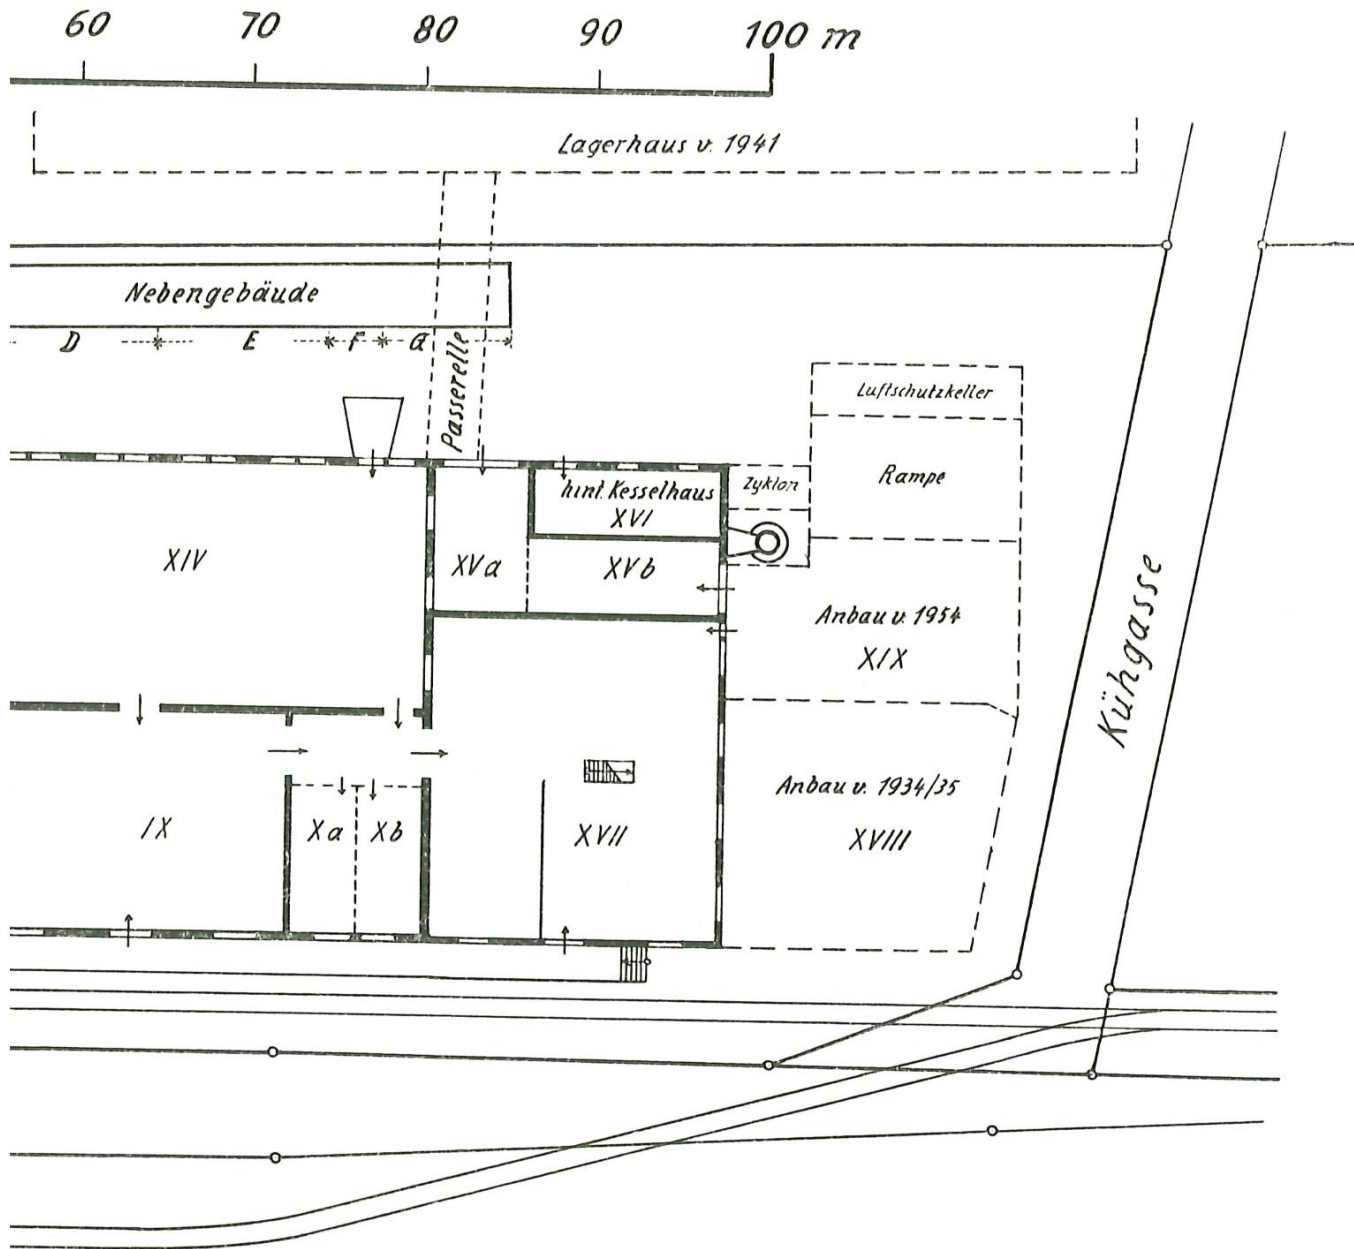 60 70 80 90 100 m
Lagerhaus v. 1941
Nebengebäude
D E F G
Passerelle
Luftschutzkeller
Rampe
Zyklon
hint. Kesselhaus
XVI
XIV
XVa
XVb
Anbau v. 1954
XIX
Kühgasse
Anbau v. 1934/35
XVIII
IX
Xa
Xb
XVII